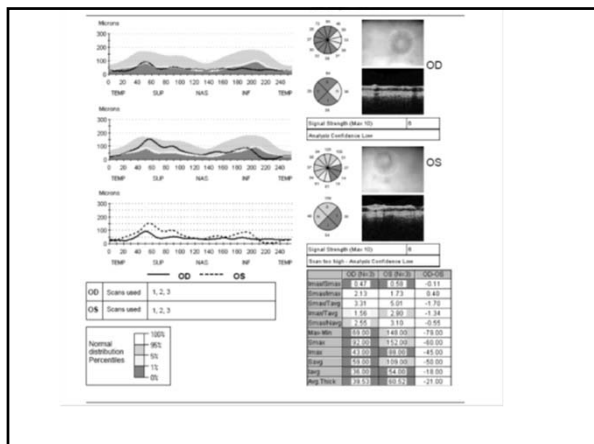 Microns
300
200
100
0
0 20 40 60 80 100 120 140 160 180 200 220 240
TEMP SUP NAS INF TEMP
OD
Signal Strength (Max 10) 8
Analysis Confidence Low
Microns
300
200
100
0
0 20 40 60 80 100 120 140 160 180 200 220 240
TEMP SUP NAS INF TEMP
OS
Signal Strength (Max 10)
Scan too high - Analysis Confidence Low
Microns
300
200
100
0
0 20 40 60 80 100 120 140 160 180 200 220 240
TEMP SUP NAS INF TEMP
OD OS
OD Scans used 1, 2, 3
OS Scans used 1, 2, 3
Normal
distribution
Percentiles
100%
95%
5%
1%
0%
OD (N=3) OS (N=3) OD-OS
Imax/Smax 0.47 0.58 -0.11
Smax/Imax 2.13 1.73 0.40
Smax/Tavg 3.31 5.01 -1.70
Imax/Tavg 1.56 2.90 -1.34
Smax/Navg 2.55 3.10 -0.55
Max-Min 148.00 -79.00
Smax 92.00 152.00 -60.00
Imax 43.00 88.00 -45.00
Savg 59.00 109.00 -50.00
Iavg 36.00 54.00 -18.00
Avg.Thick 39.53 60.52 -21.00